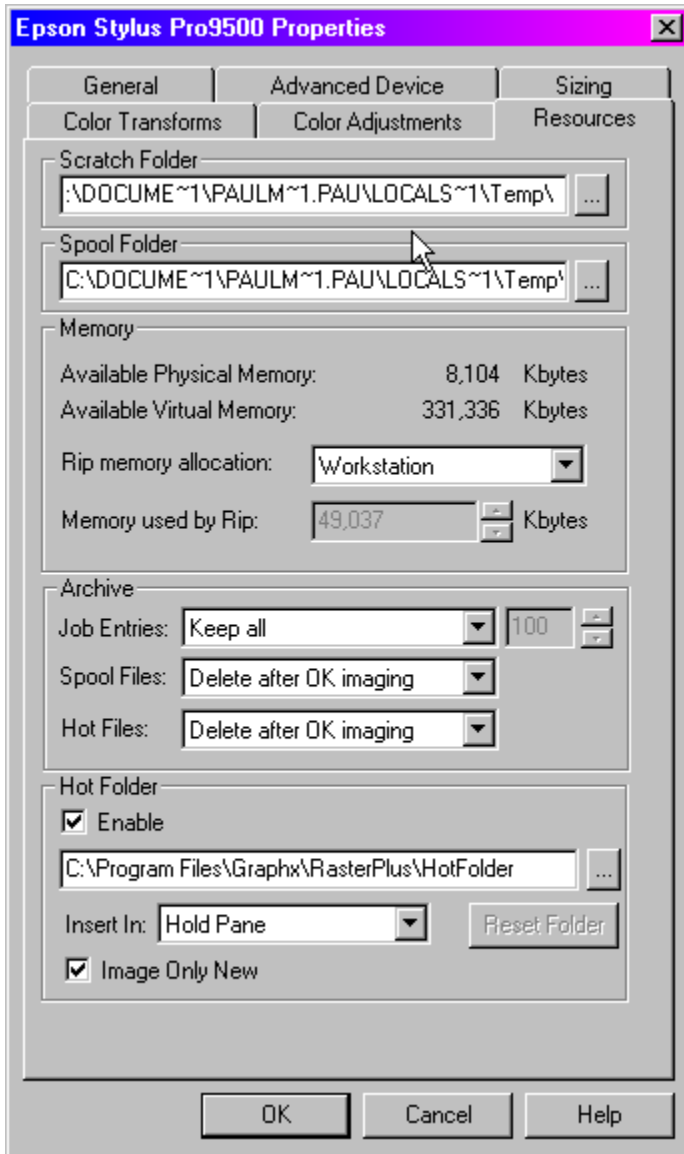 Epson Stylus Pro9500 Properties
General Advanced Device Sizing
Color Transforms Color Adjustments Resources
Scratch Folder
:\DOCUME~1\PAULM~1.PAU\LOCALS~1\Temp\ ...
Spool Folder
C:\DOCUME~1\PAULM~1.PAU\LOCALS~1\Temp\ ...
Memory
Available Physical Memory: 8,104 Kbytes
Available Virtual Memory: 331,336 Kbytes
Rip memory allocation: Workstation
Memory used by Rip: 49,037 Kbytes
Archive
Job Entries: Keep all 100
Spool Files: Delete after OK imaging
Hot Files: Delete after OK imaging
Hot Folder
Enable
C:\Program Files\Graphx\RasterPlus\HotFolder ...
Insert In: Hold Pane Reset Folder
Image Only New
OK Cancel Help